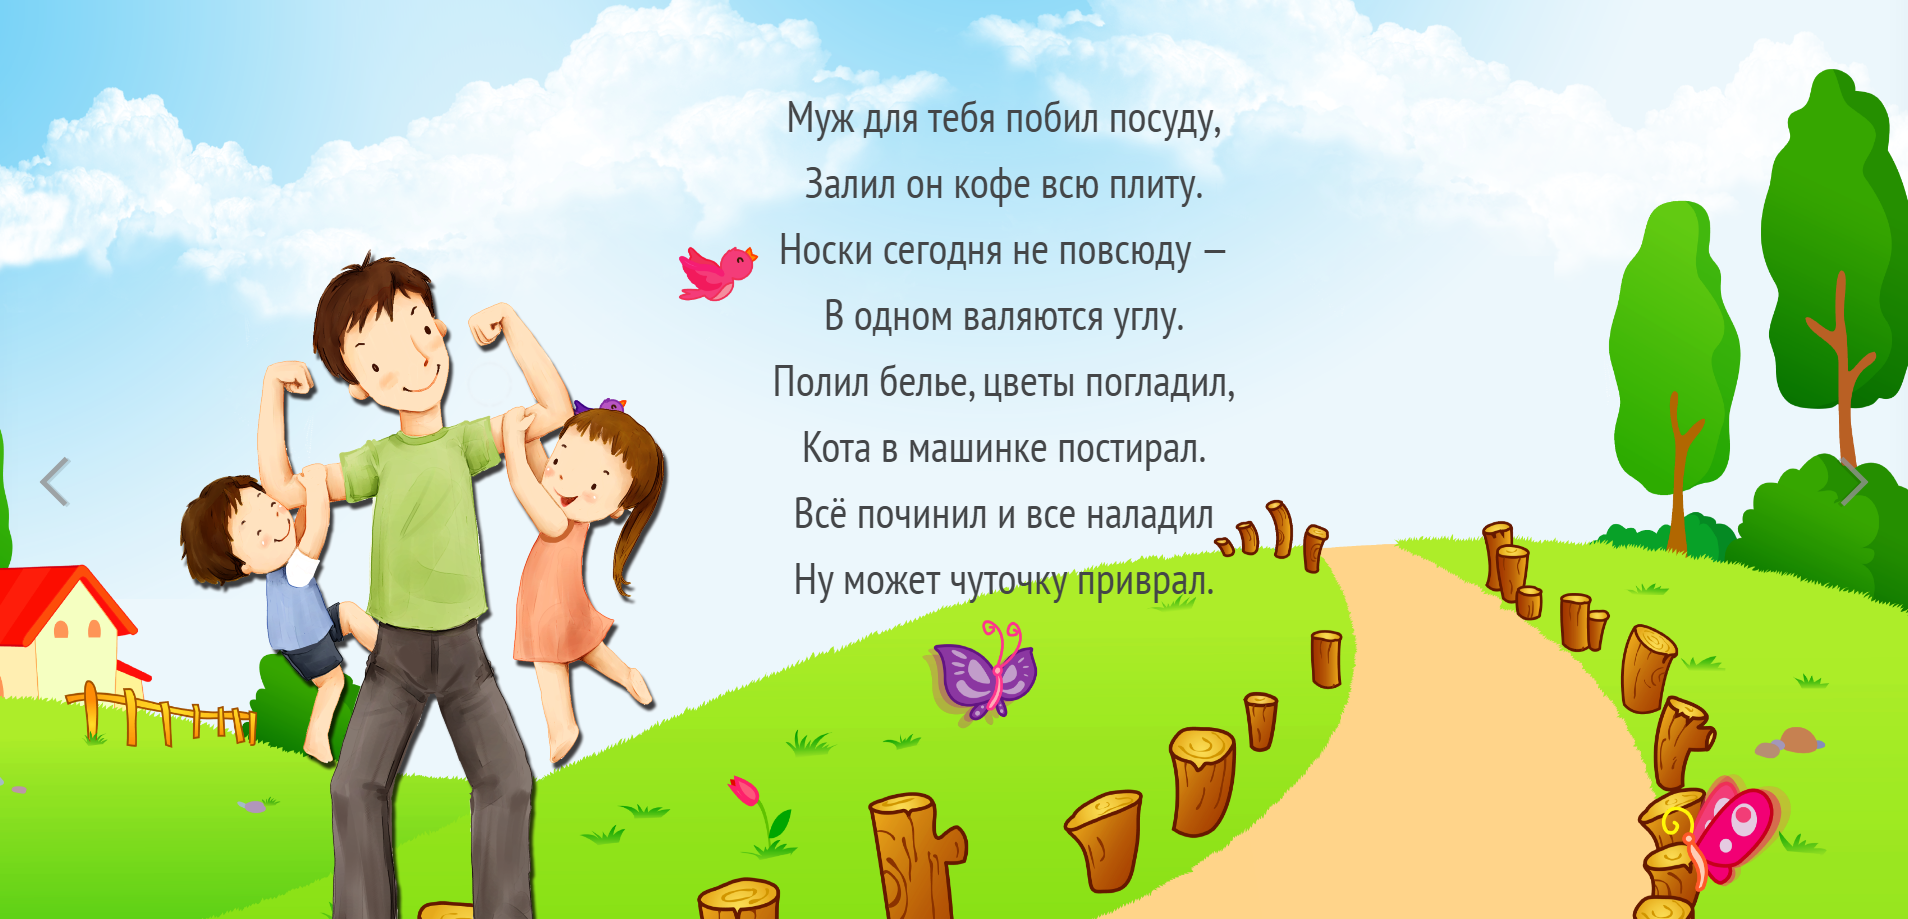 Муж для тебя побил посуду,
Залил он кофе всю плиту.
Носки сегодня не повсюду –
В одном валяются углу.
Полил белье, цветы погладил,
Кота в машинке постирал.
Всё починил и все наладил
Ну может чуточку приврал.